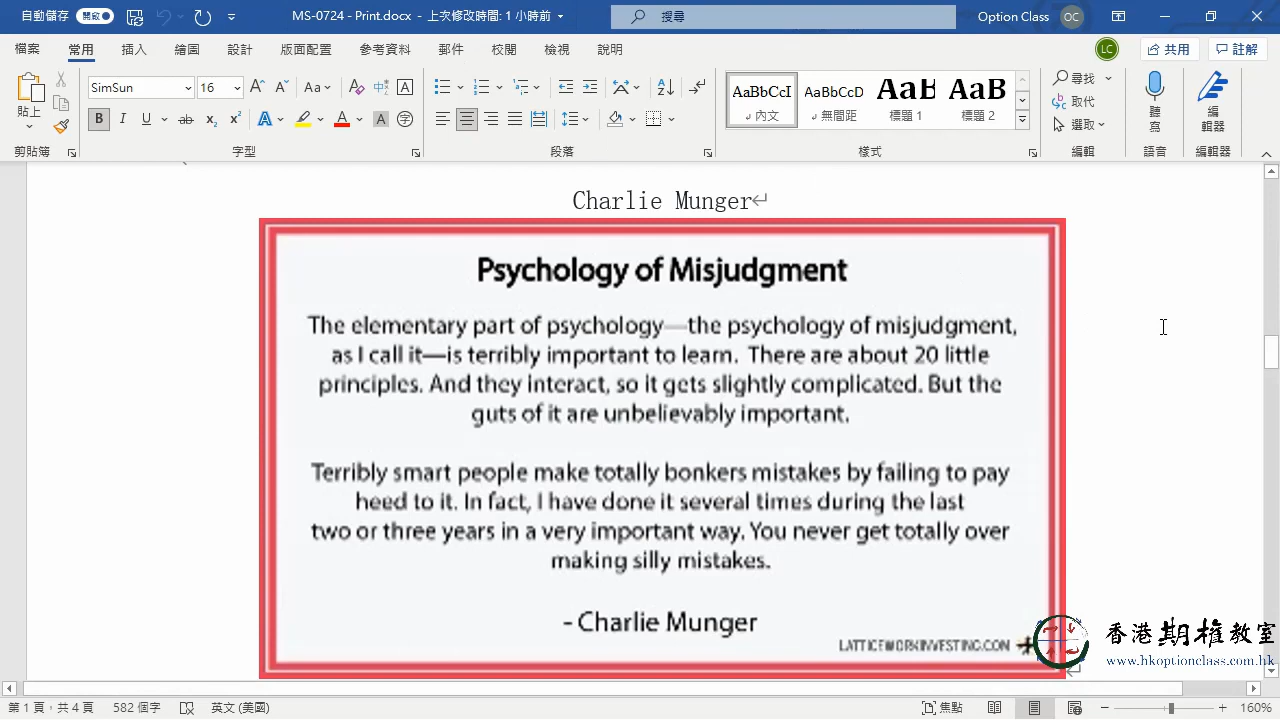 自動儲存 開啟 MS-0724 - Print.docx - 上次修改時間: 1 小時前 搜尋 Option Class OC
檔案 常用 插入 繪圖 設計 版面配置 參考資料 郵件 校閱 檢視 說明 LC 共用 註解
SimSun 16 AaBbCcI AaBbCcD AaB AaB 尋找
貼上 取代 聽寫 編輯器
B I U ab x₂ x² A A A 字 內文 無間距 標題 1 標題 2 選取
剪貼簿 字型 段落 樣式 編輯 語音 編輯器
Charlie Munger
Psychology of Misjudgment
The elementary part of psychology—the psychology of misjudgment,
as I call it—is terribly important to learn. There are about 20 little
principles. And they interact, so it gets slightly complicated. But the
guts of it are unbelievably important.
Terribly smart people make totally bonkers mistakes by failing to pay
heed to it. In fact, I have done it several times during the last
two or three years in a very important way. You never get totally over
making silly mistakes.
- Charlie Munger
LATTICEWORKINVESTING.COM
香港期權教室
www.hkoptionclass.com.hk
第 1 頁，共 4 頁 582 個字 英文 (美國) 焦點 160%